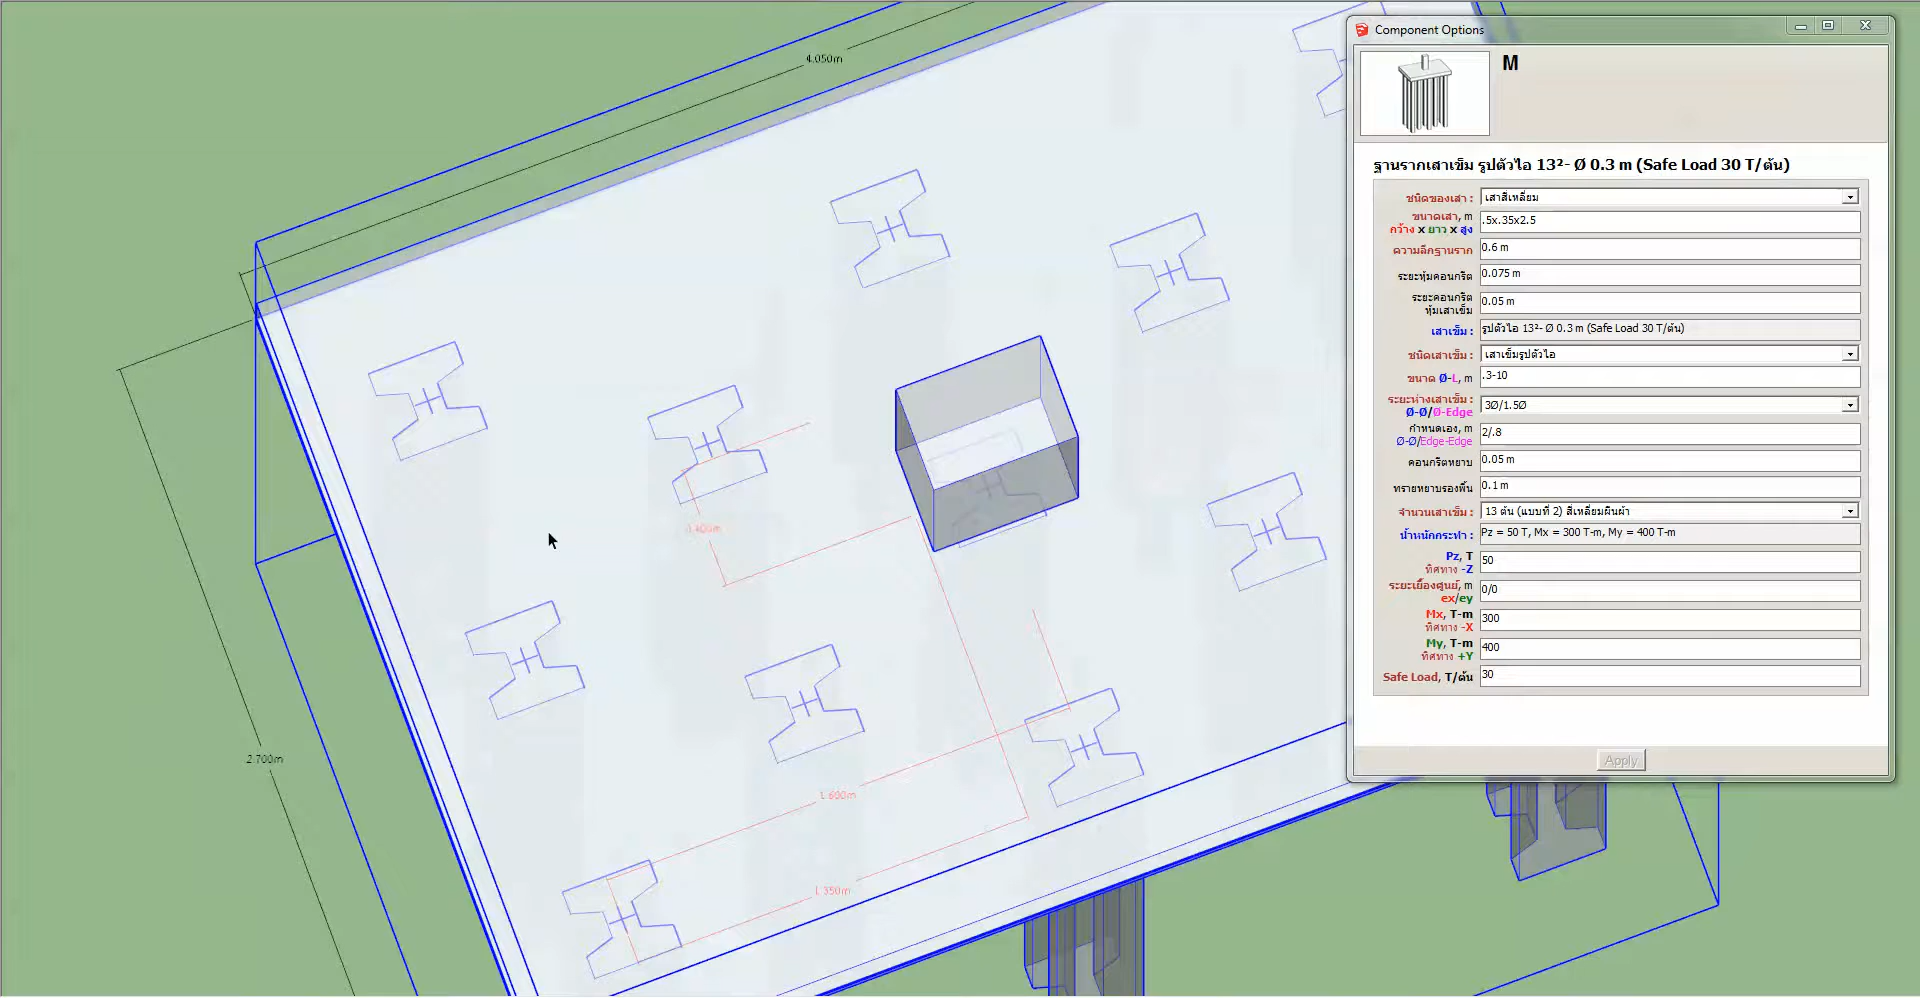 4.050m
0.400m
2.700m
1.600m
1.350m
Component Options
M
ฐานรากเสาเข็ม รูปตัวไอ 13²- Ø 0.3 m (Safe Load 30 T/ต้น)
ชนิดของเสา : เสาสี่เหลี่ยม
ขนาดเสา, m
กว้าง x ยาว x สูง .5x.35x2.5
ความลึกฐานราก 0.6 m
ระยะหุ้มคอนกรีต 0.075 m
ระยะคอนกรีต
หุ้มเสาเข็ม 0.05 m
เสาเข็ม : รูปตัวไอ 13²- Ø 0.3 m (Safe Load 30 T/ต้น)
ชนิดเสาเข็ม : เสาเข็มรูปตัวไอ
ขนาด Ø-L, m .3-10
ระยะห่างเสาเข็ม :
Ø-Ø/Ø-Edge 3Ø/1.5Ø
กำหนดเอง, m
Ø-Ø/Edge-Edge 2/.8
คอนกรีตหยาบ 0.05 m
ทรายหยาบรองพื้น 0.1 m
จำนวนเสาเข็ม : 13 ต้น (แบบที่ 2) สี่เหลี่ยมผืนผ้า
น้ำหนักกระทำ : Pz = 50 T, Mx = 300 T-m, My = 400 T-m
Pz, T
ทิศทาง -Z 50
ระยะเยื้องศูนย์, m
ex/ey 0/0
Mx, T-m
ทิศทาง -X 300
My, T-m
ทิศทาง +Y 400
Safe Load, T/ต้น 30
Apply